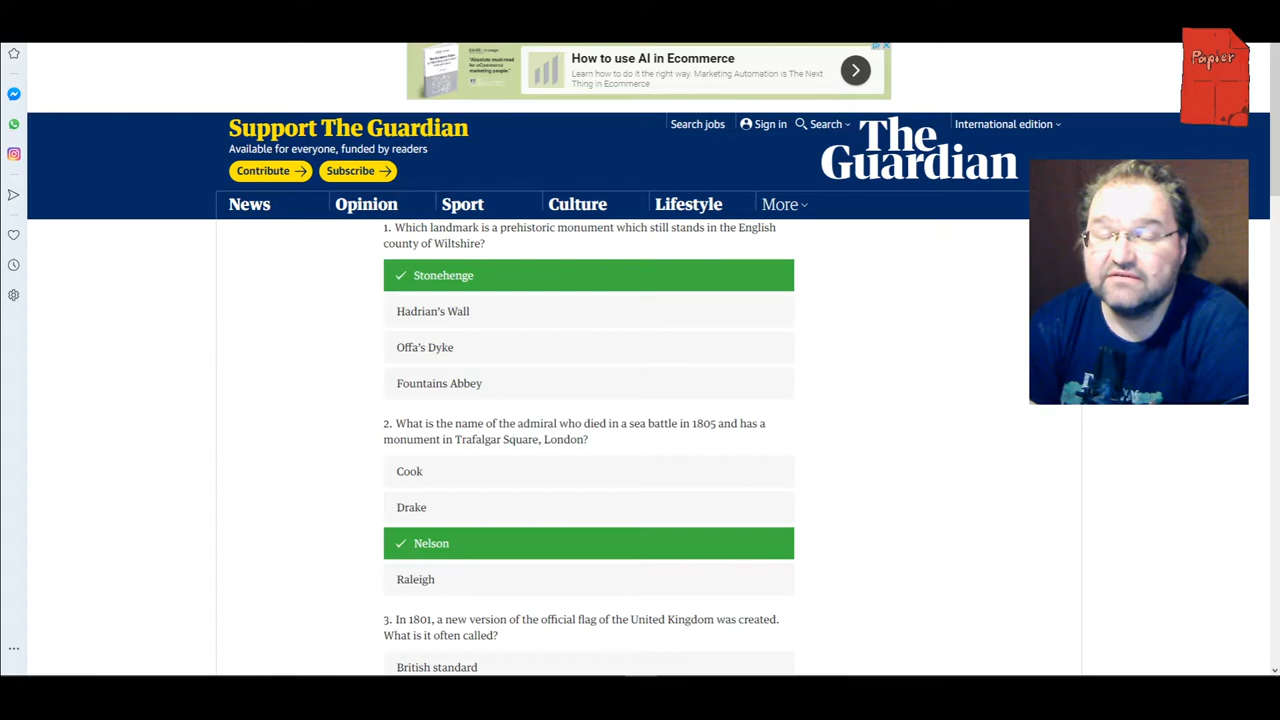 How to use AI in Ecommerce
Learn how to do it the right way. Marketing Automation is The Next
Thing in Ecommerce
Papier
Support The Guardian
Available for everyone, funded by readers
Contribute
Subscribe
Search jobs
Sign in
Search
International edition
The
Guardian
News
Opinion
Sport
Culture
Lifestyle
More
1. Which landmark is a prehistoric monument which still stands in the English
county of Wiltshire?
Stonehenge
Hadrian's Wall
Offa's Dyke
Fountains Abbey
2. What is the name of the admiral who died in a sea battle in 1805 and has a
monument in Trafalgar Square, London?
Cook
Drake
Nelson
Raleigh
3. In 1801, a new version of the official flag of the United Kingdom was created.
What is it often called?
British standard